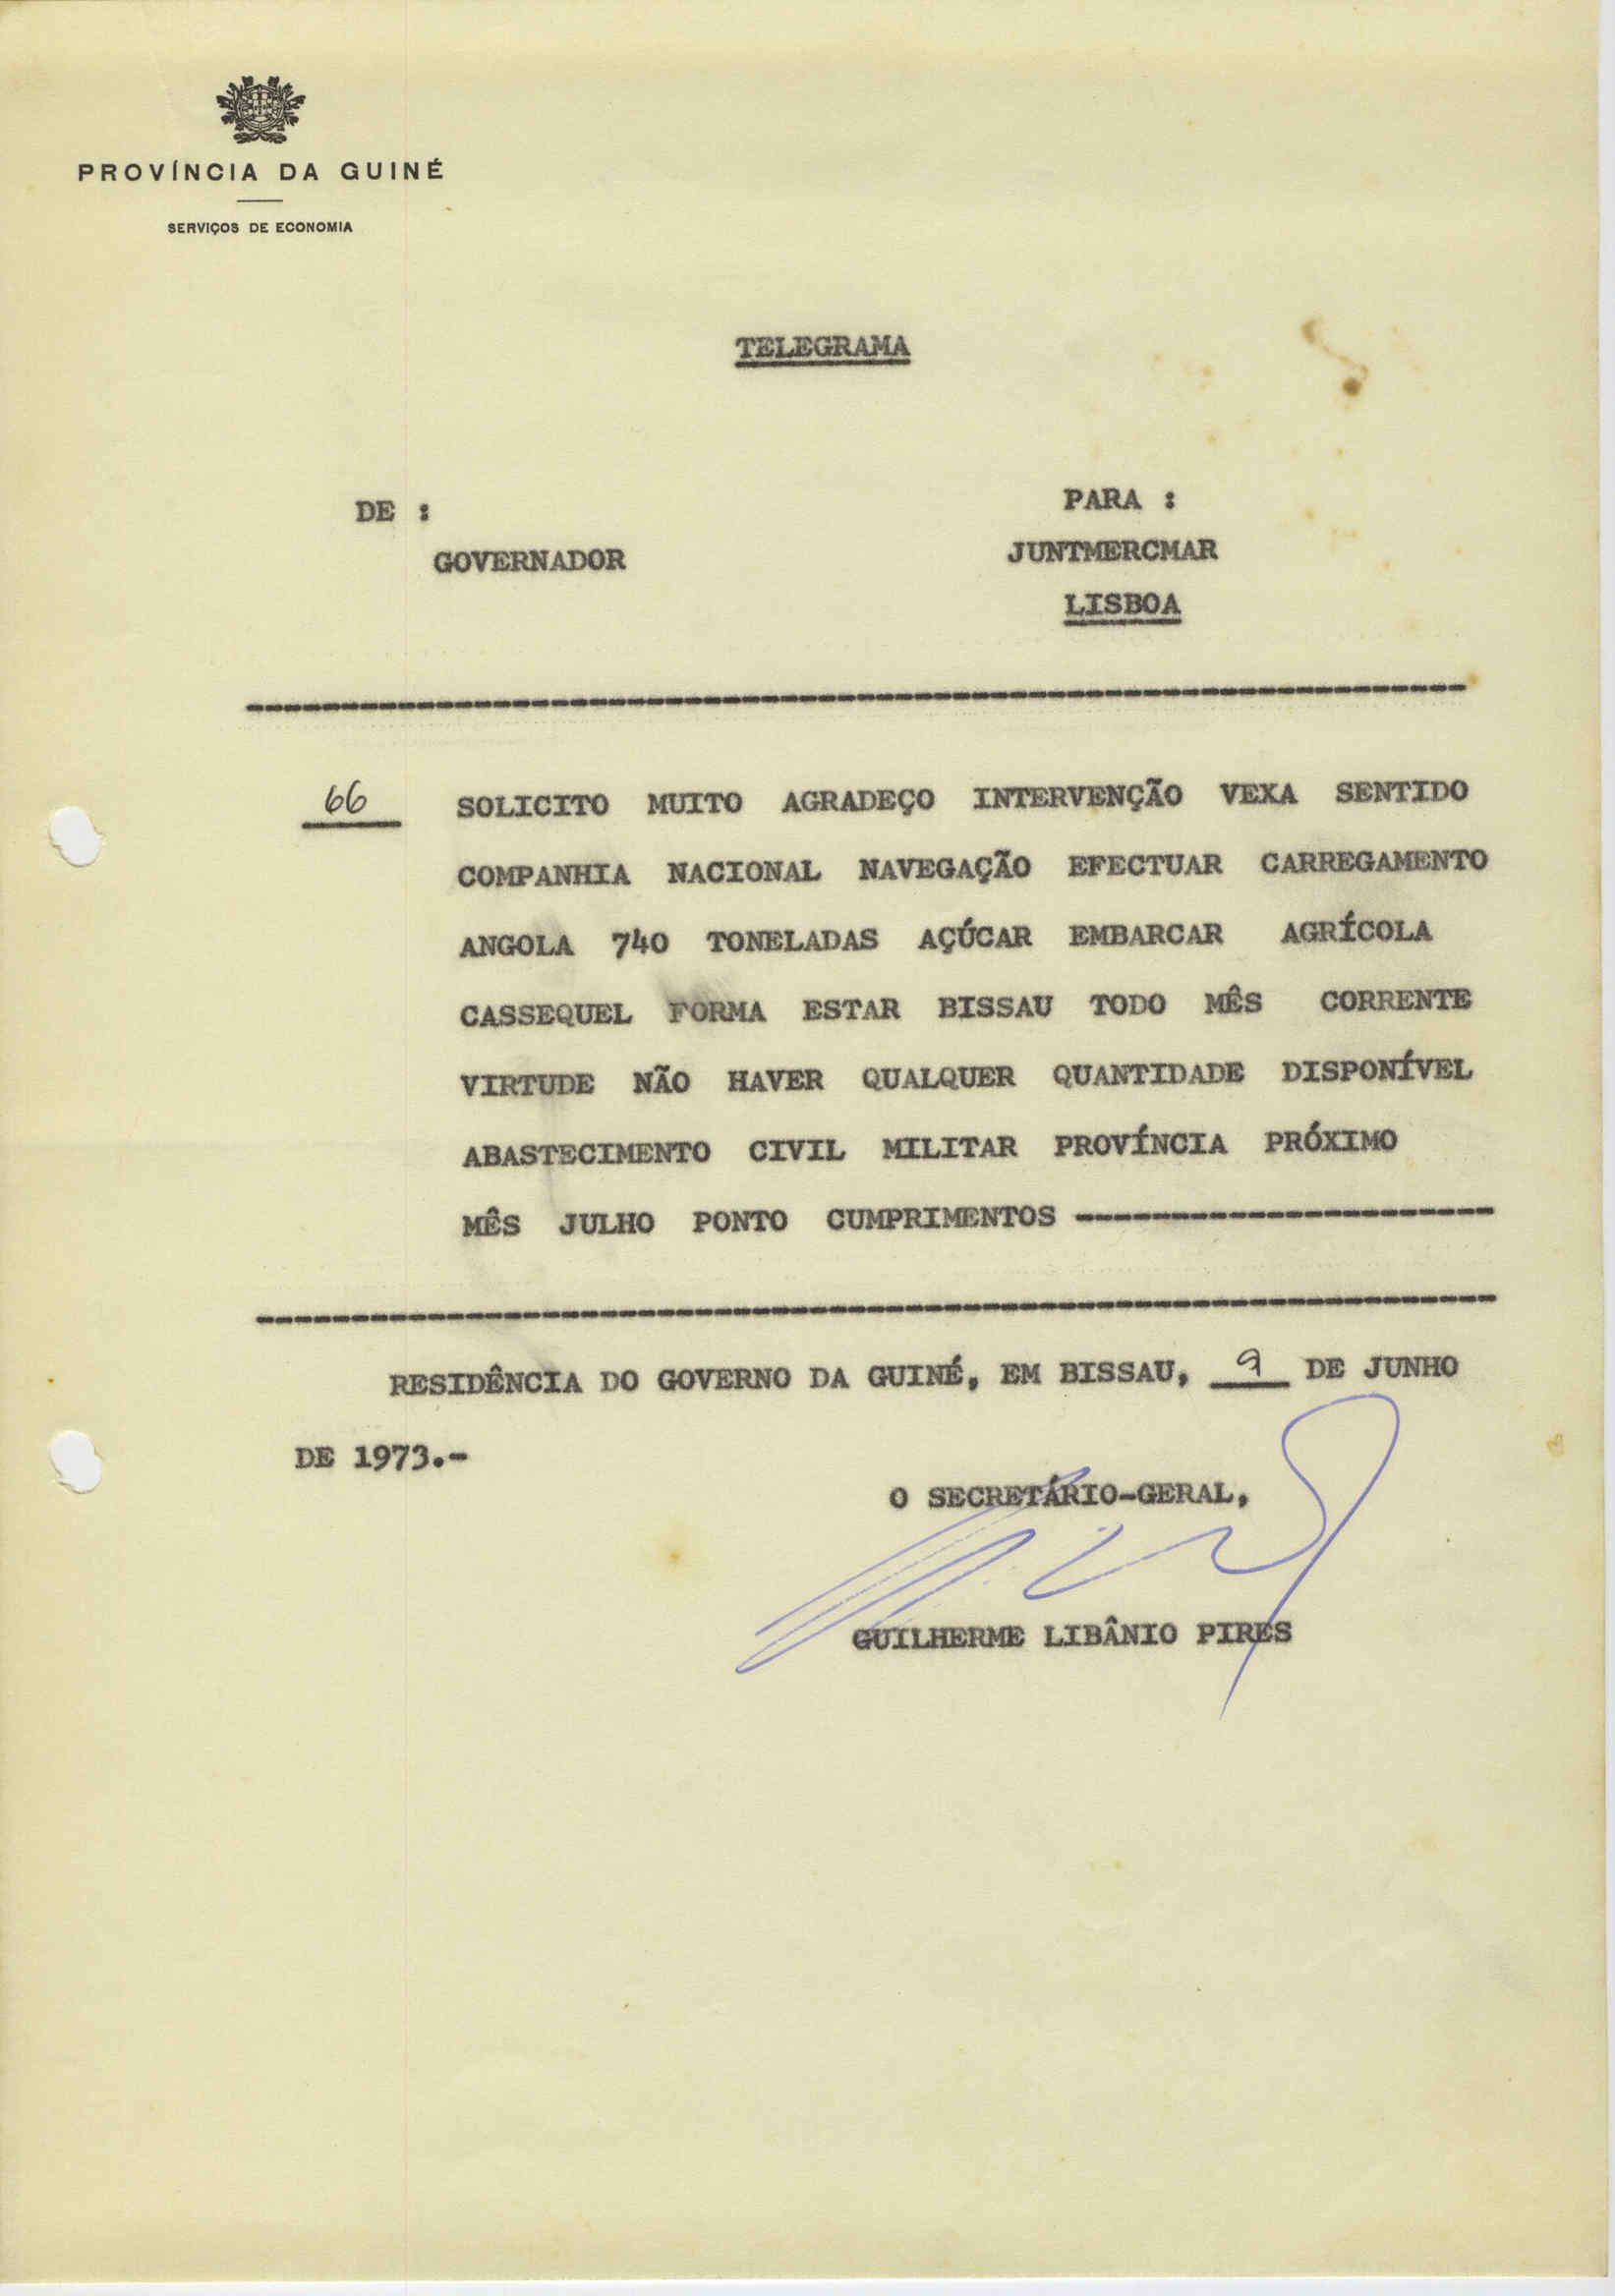 PROVÍNCIA DA GUINÉ
SERVIÇOS DE ECONOMIA
TELEGRAMA
DE :
GOVERNADOR
PARA :
JUNTMERCMAR
LISBOA
66 SOLICITO MUITO AGRADEÇO INTERVENÇÃO VEXA SENTIDO
COMPANHIA NACIONAL NAVEGAÇÃO EFECTUAR CARREGAMENTO
ANGOLA 740 TONELADAS AÇÚCAR EMBARCAR AGRÍCOLA
CASSEQUEL FORMA ESTAR BISSAU TODO MÊS CORRENTE
VIRTUDE NÃO HAVER QUALQUER QUANTIDADE DISPONÍVEL
ABASTECIMENTO CIVIL MILITAR PROVÍNCIA PRÓXIMO
MÊS JULHO PONTO CUMPRIMENTOS ----------------------
RESIDÊNCIA DO GOVERNO DA GUINÉ, EM BISSAU, 9 DE JUNHO
DE 1973.-
O SECRETÁRIO-GERAL,
GUILHERME LIBÂNIO PIRES